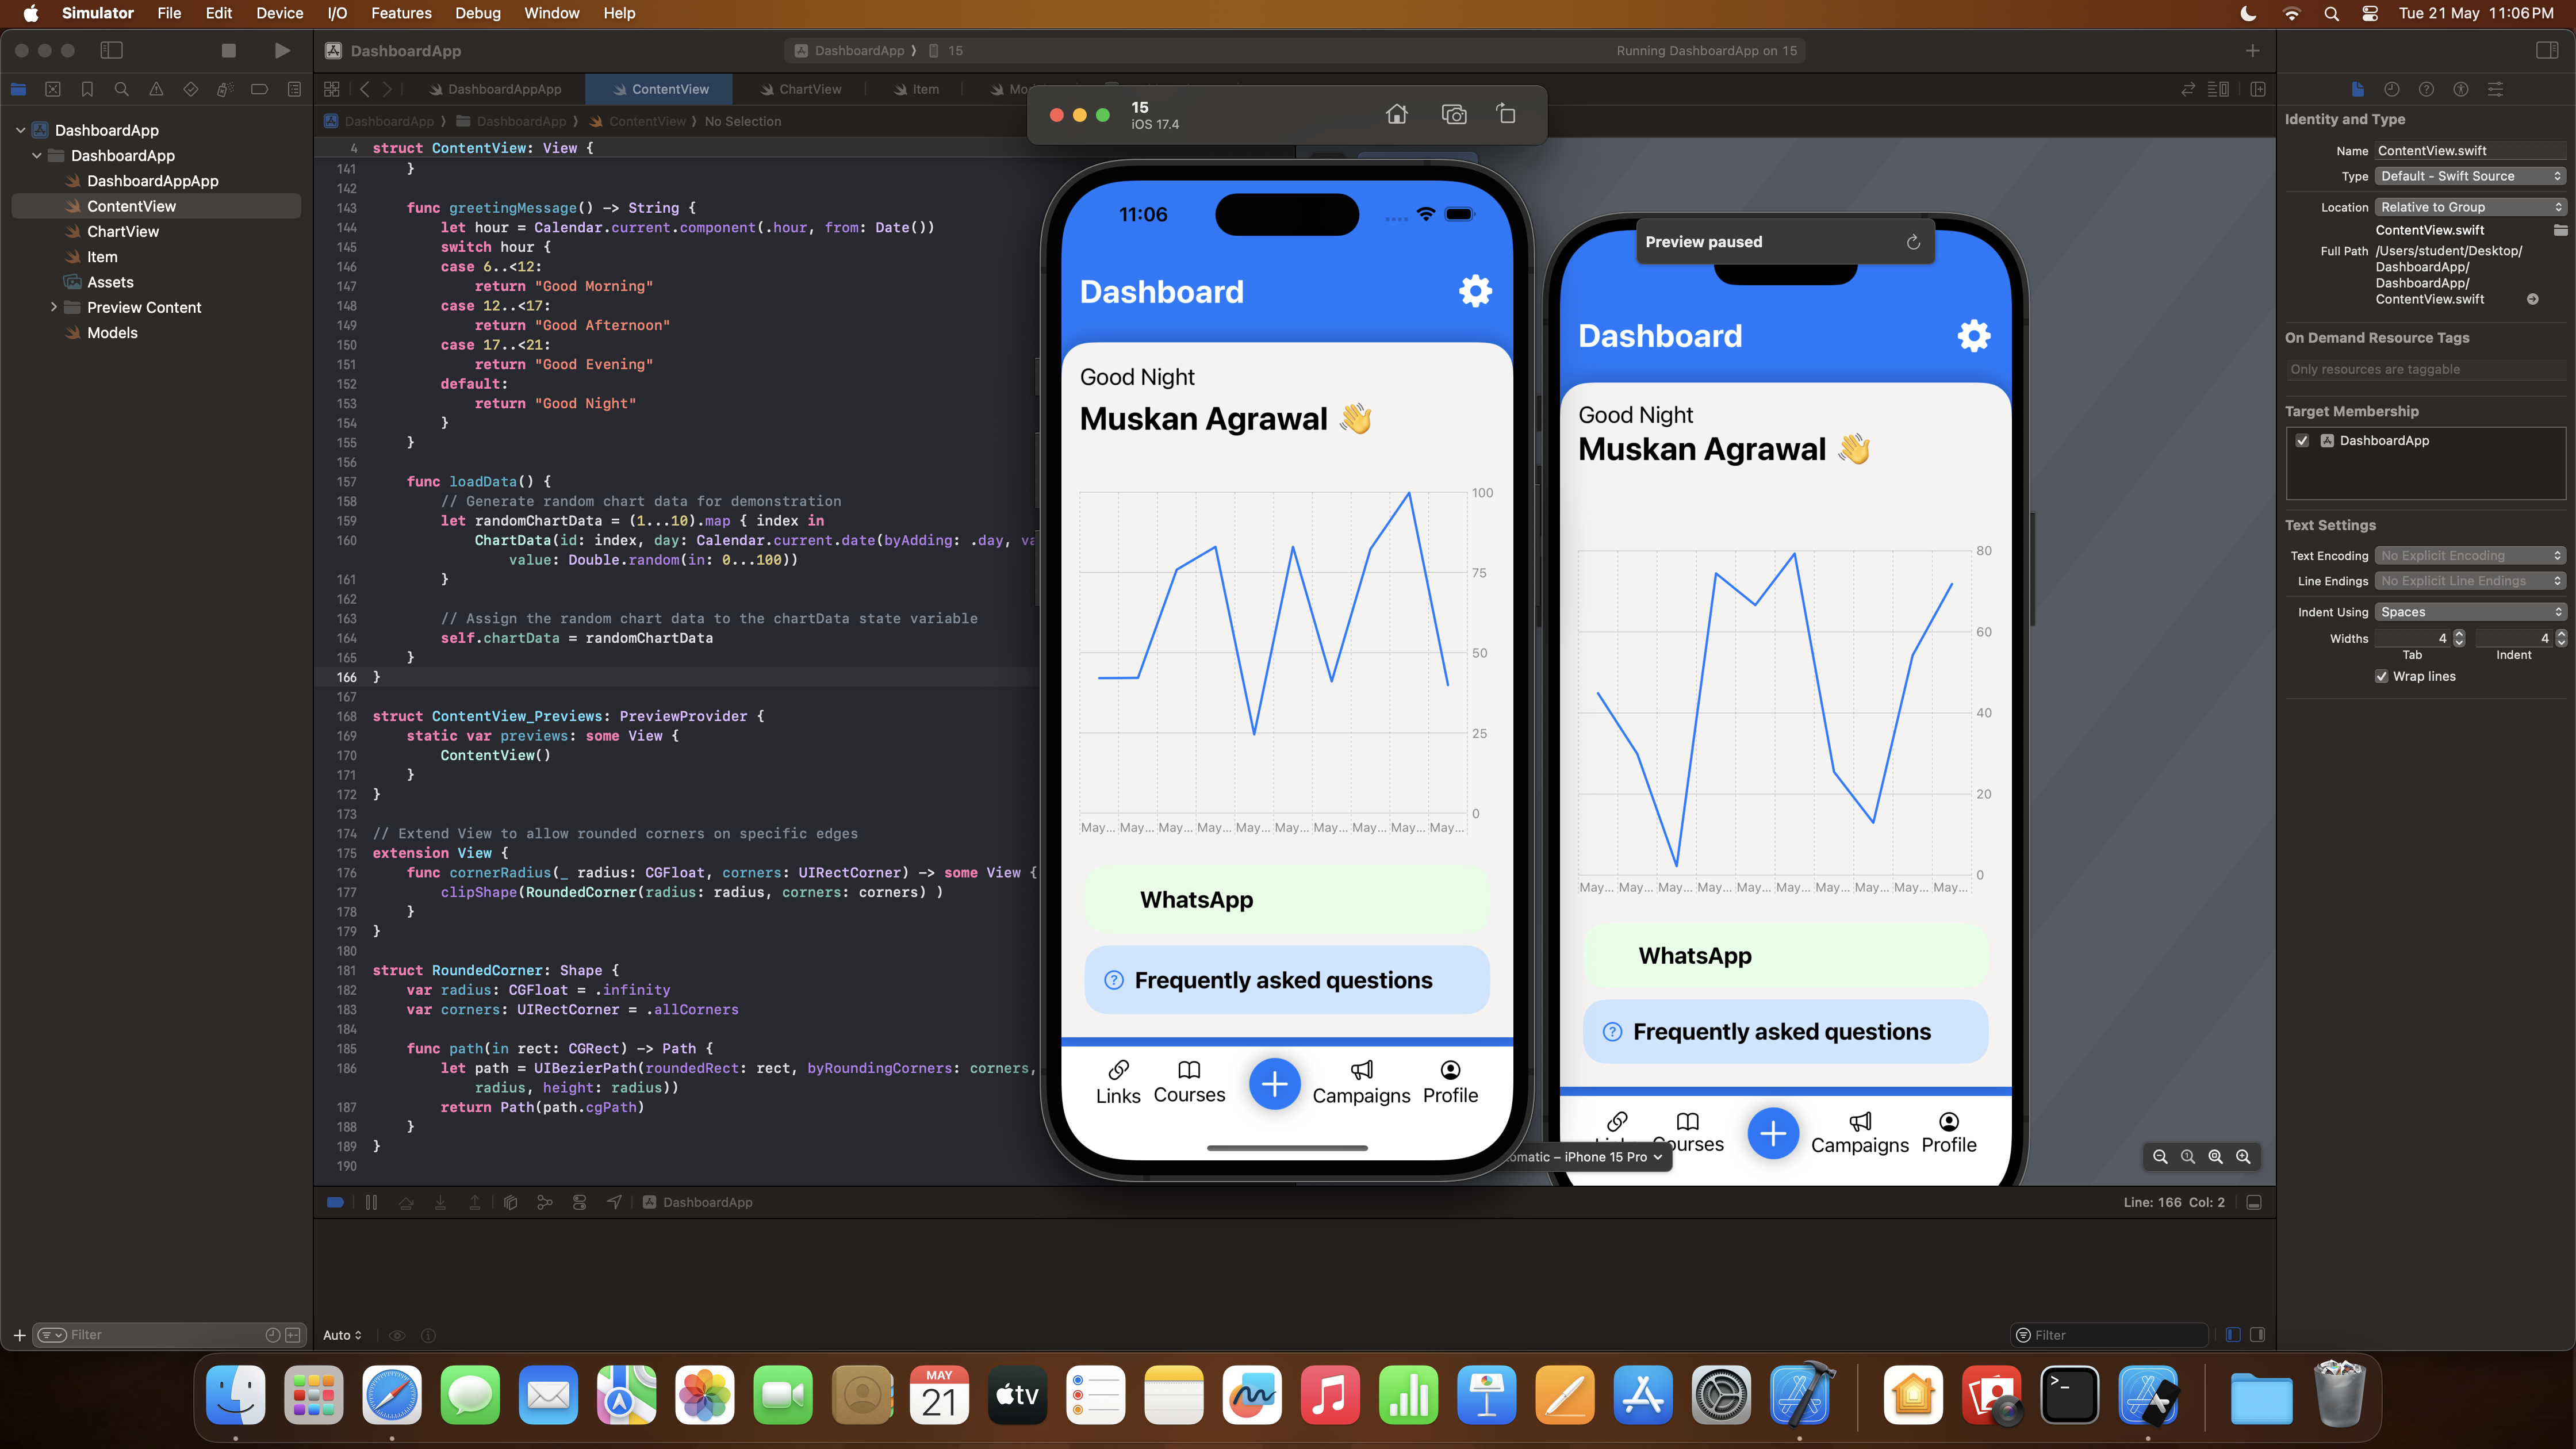 Simulator File Edit Device I/O Features Debug Window Help
Tue 21 May 11:06 PM
DashboardApp
DashboardApp 〉 15
Running DashboardApp on 15
DashboardAppApp ContentView ChartView Item
DashboardApp 〉 DashboardApp 〉 ContentView 〉 No Selection
DashboardApp
DashboardApp
DashboardAppApp
ContentView
ChartView
Item
Assets
Preview Content
Models
4 struct ContentView: View {
141 }
142
143 func greetingMessage() -> String {
144 let hour = Calendar.current.component(.hour, from: Date())
145 switch hour {
146 case 6..<12:
147 return "Good Morning"
148 case 12..<17:
149 return "Good Afternoon"
150 case 17..<21:
151 return "Good Evening"
152 default:
153 return "Good Night"
154 }
155 }
156
157 func loadData() {
158 // Generate random chart data for demonstration
159 let randomChartData = (1...10).map { index in
160 ChartData(id: index, day: Calendar.current.date(byAdding: .day,
value: Double.random(in: 0...100))
161 }
162
163 // Assign the random chart data to the chartData state variable
164 self.chartData = randomChartData
165 }
166 }
167
168 struct ContentView_Previews: PreviewProvider {
169 static var previews: some View {
170 ContentView()
171 }
172 }
173
174 // Extend View to allow rounded corners on specific edges
175 extension View {
176 func cornerRadius(_ radius: CGFloat, corners: UIRectCorner) -> some View {
177 clipShape(RoundedCorner(radius: radius, corners: corners) )
178 }
179 }
180
181 struct RoundedCorner: Shape {
182 var radius: CGFloat = .infinity
183 var corners: UIRectCorner = .allCorners
184
185 func path(in rect: CGRect) -> Path {
186 let path = UIBezierPath(roundedRect: rect, byRoundingCorners: corners,
radius, height: radius))
187 return Path(path.cgPath)
188 }
189 }
190
15
iOS 17.4
11:06
Dashboard
Good Night
Muskan Agrawal 👋
100
75
50
25
0
May... May... May... May... May... May... May... May... May... May...
WhatsApp
Frequently asked questions
Links Courses Campaigns Profile
Preview paused
Dashboard
Good Night
Muskan Agrawal 👋
80
60
40
20
0
May... May... May... May... May... May... May... May... May... May...
WhatsApp
Frequently asked questions
Campaigns Profile
iPhone 15 Pro
Identity and Type
Name ContentView.swift
Type Default - Swift Source
Location Relative to Group
ContentView.swift
Full Path /Users/student/Desktop/
DashboardApp/
DashboardApp/
ContentView.swift
On Demand Resource Tags
Only resources are taggable
Target Membership
DashboardApp
Text Settings
Text Encoding No Explicit Encoding
Line Endings No Explicit Line Endings
Indent Using Spaces
Widths 4 4
Tab Indent
Wrap lines
DashboardApp
Line: 166 Col: 2
Filter
Auto
Filter
MAY
21
tv